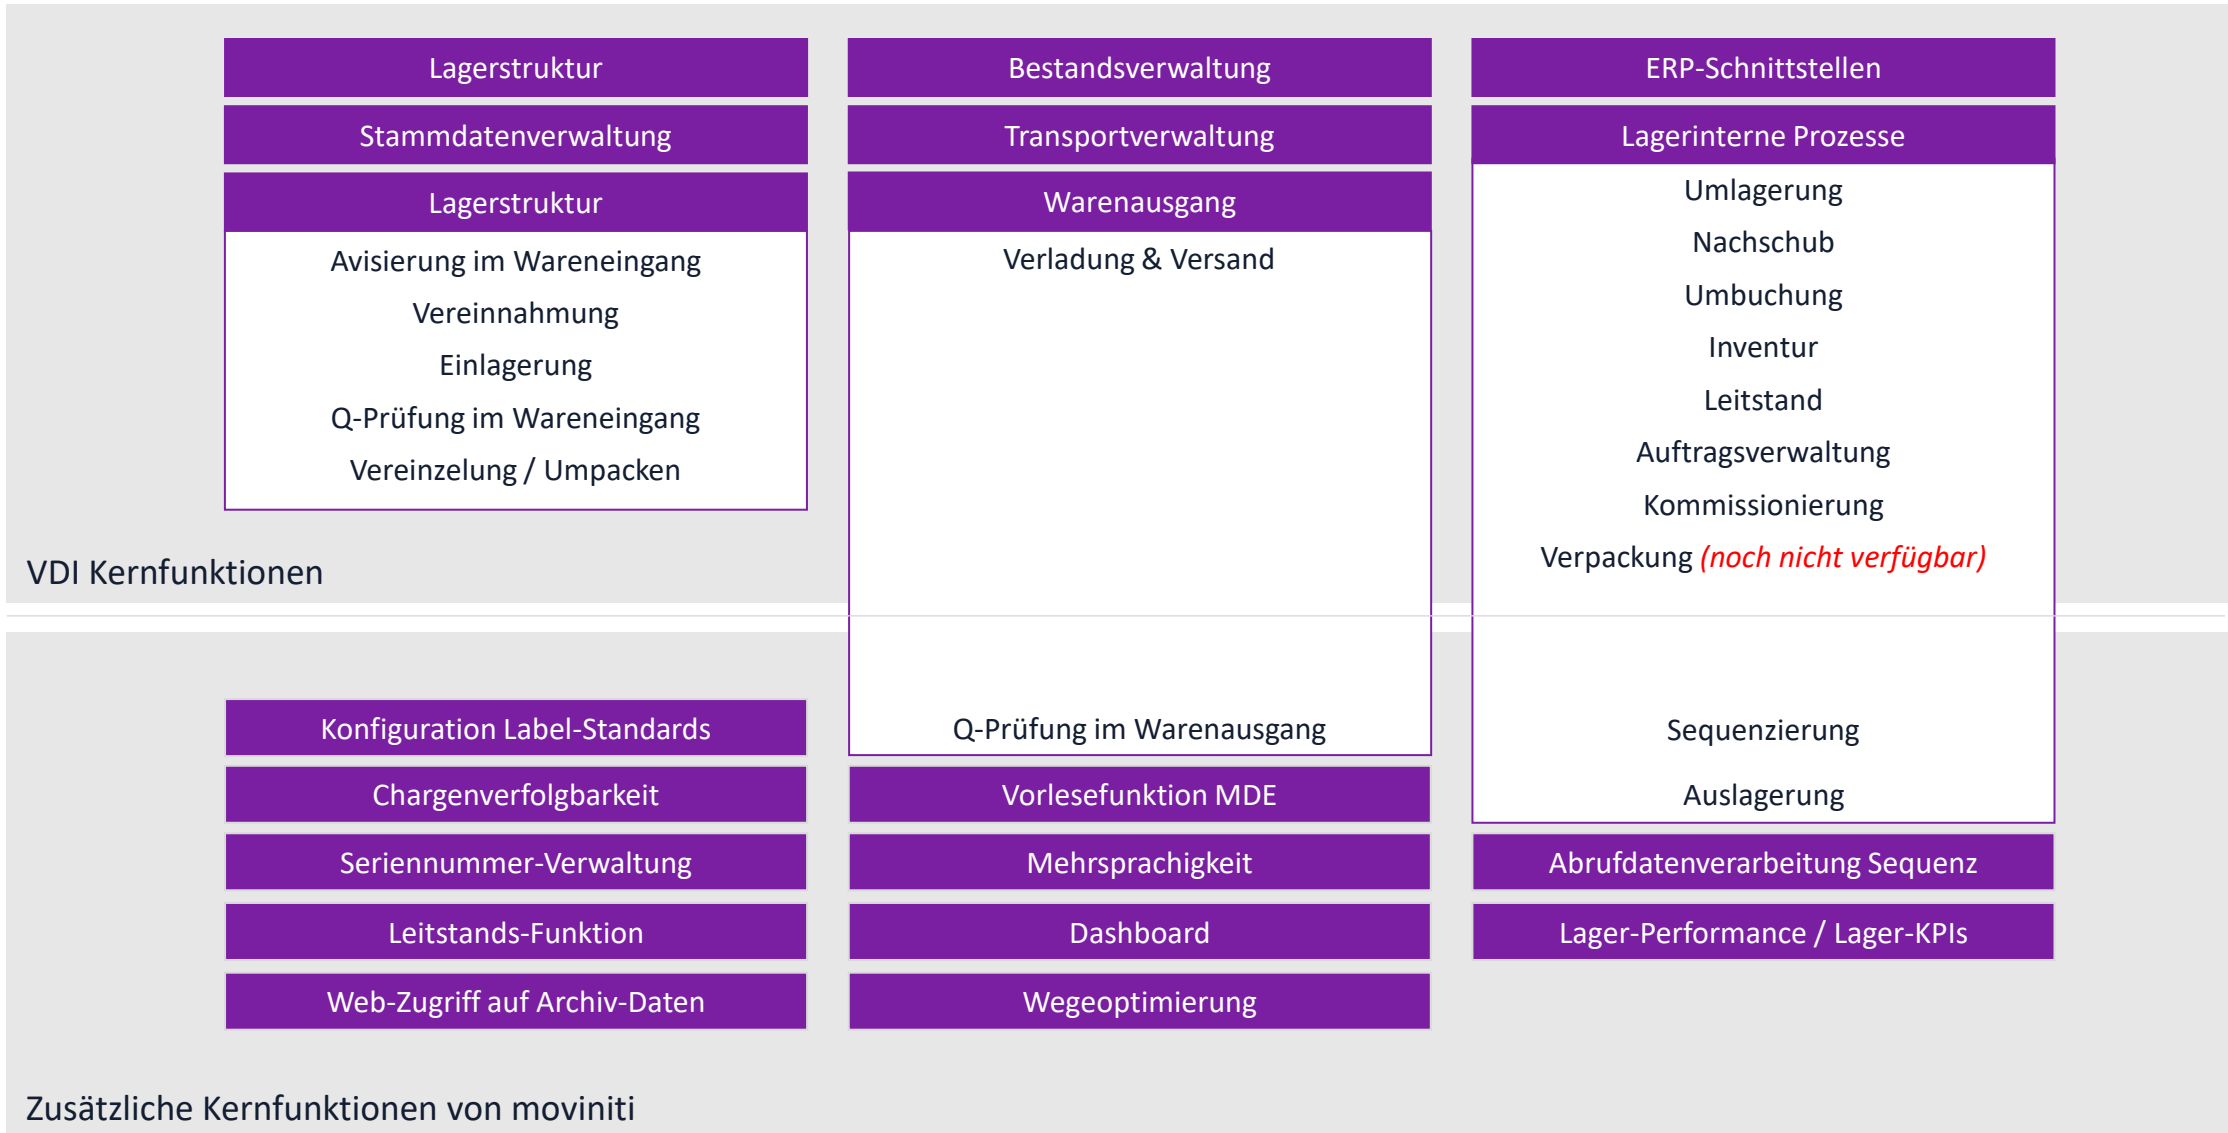 Lagerstruktur
Stammdatenverwaltung
Lagerstruktur
Avisierung im Wareneingang
Vereinnahmung
Einlagerung
Q-Prüfung im Wareneingang
Vereinzelung / Umpacken
Bestandsverwaltung
Transportverwaltung
Warenausgang
Verladung & Versand
ERP-Schnittstellen
Lagerinterne Prozesse
Umlagerung
Nachschub
Umbuchung
Inventur
Leitstand
Auftragsverwaltung
Kommissionierung
Verpackung (noch nicht verfügbar)
VDI Kernfunktionen
Konfiguration Label-Standards
Chargenverfolgbarkeit
Seriennummer-Verwaltung
Leitstands-Funktion
Web-Zugriff auf Archiv-Daten
Q-Prüfung im Warenausgang
Vorlesefunktion MDE
Mehrsprachigkeit
Dashboard
Wegeoptimierung
Sequenzierung
Auslagerung
Abrufdatenverarbeitung Sequenz
Lager-Performance / Lager-KPIs
Zusätzliche Kernfunktionen von moviniti